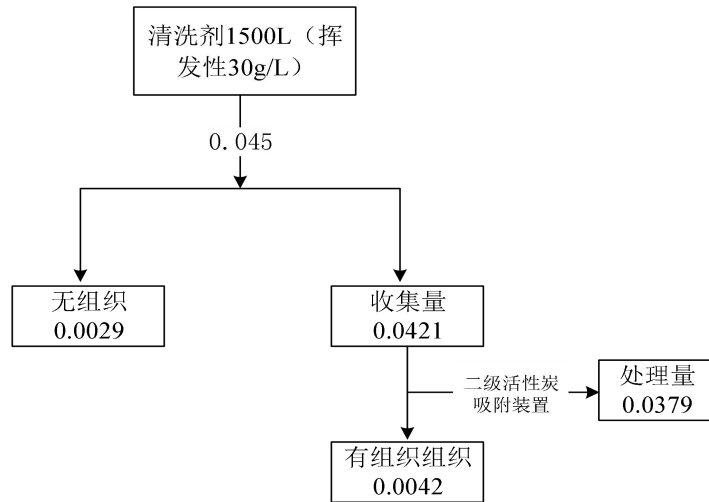 清洗剂1500L（挥
发性30g/L）
0.045
无组织
0.0029
收集量
0.0421
二级活性炭
吸附装置
处理量
0.0379
有组织组织
0.0042